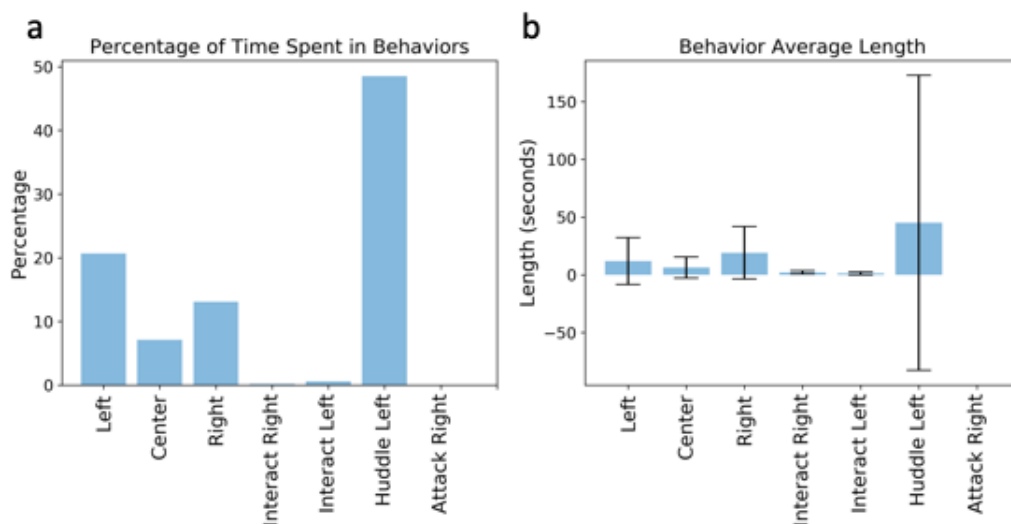 a
Percentage of Time Spent in Behaviors
50
40
30
20
10
0
Percentage
Left
Center
Right
Interact Right
Interact Left
Huddle Left
Attack Right
b
Behavior Average Length
150
100
50
0
−50
Length (seconds)
Left
Center
Right
Interact Right
Interact Left
Huddle Left
Attack Right